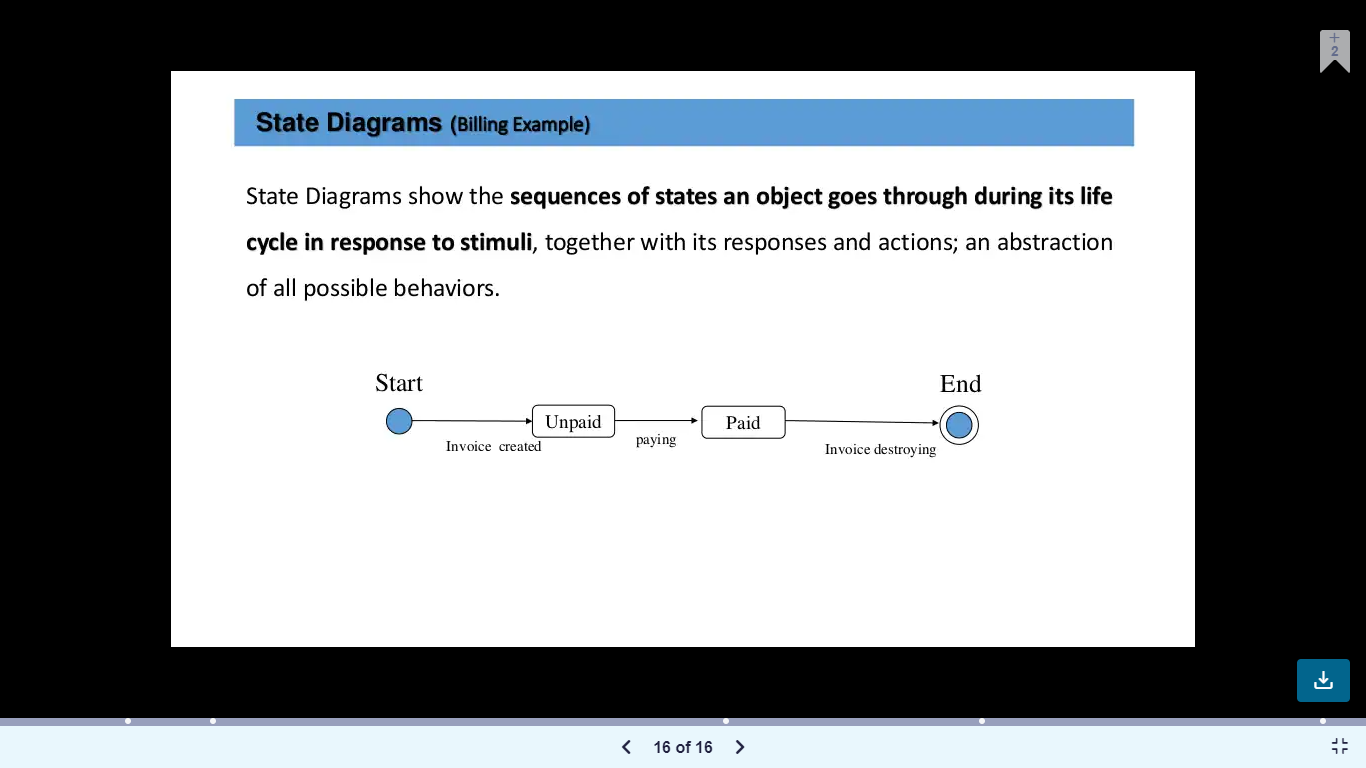 +
2
State Diagrams (Billing Example)
State Diagrams show the sequences of states an object goes through during its life
cycle in response to stimuli, together with its responses and actions; an abstraction
of all possible behaviors.
Start
End
Unpaid
Paid
Invoice created
paying
Invoice destroying
16 of 16